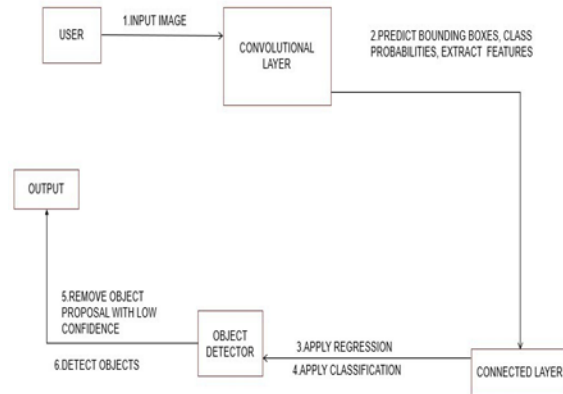 USER
1.INPUT IMAGE
CONVOLUTIONAL
LAYER
2.PREDICT BOUNDING BOXES, CLASS
PROBABILITIES, EXTRACT FEATURES
OUTPUT
5.REMOVE OBJECT
PROPOSAL WITH LOW
CONFIDENCE
6.DETECT OBJECTS
OBJECT
DETECTOR
3.APPLY REGRESSION
4.APPLY CLASSIFICATION
CONNECTED LAYER